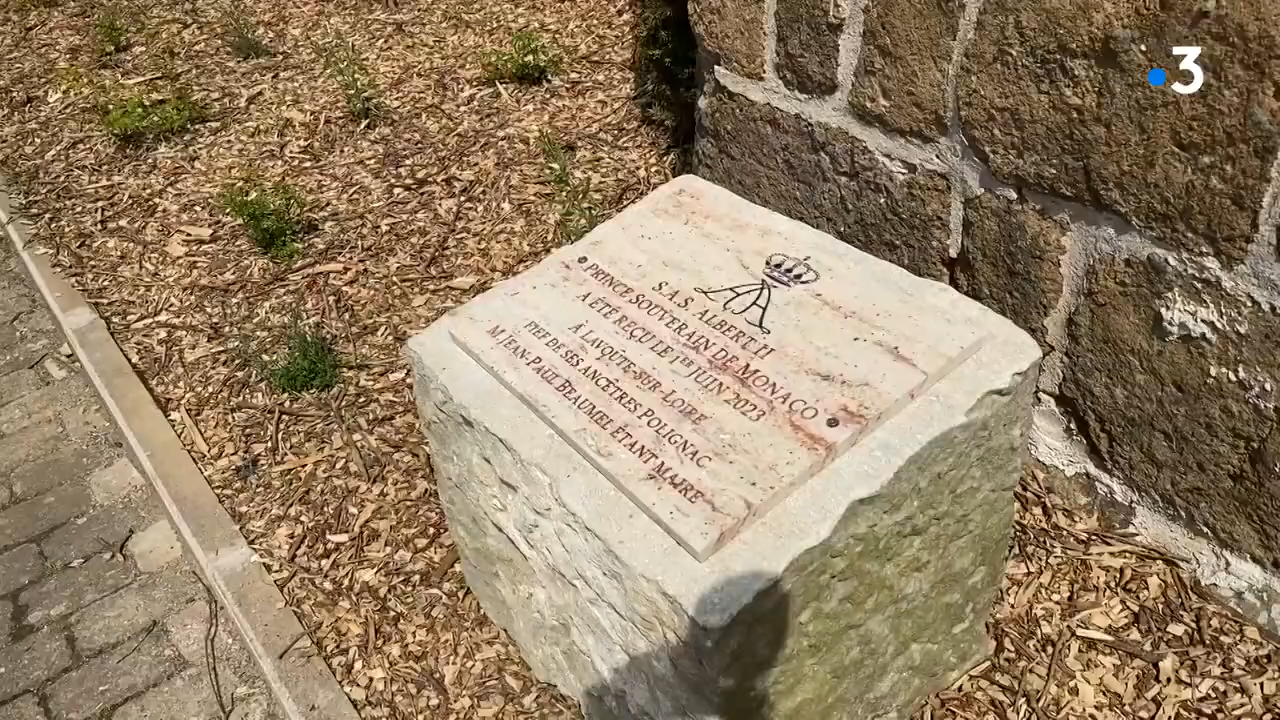 3
S.A.S. ALBERT II
PRINCE SOUVERAIN DE MONACO
A ÉTÉ REÇU LE 1ER JUIN 2023
À LAVOÛTE-SUR-LOIRE
FIEF DE SES ANCÊTRES POLIGNAC
M. JEAN-PAUL BEAUMEL ÉTANT MAIRE